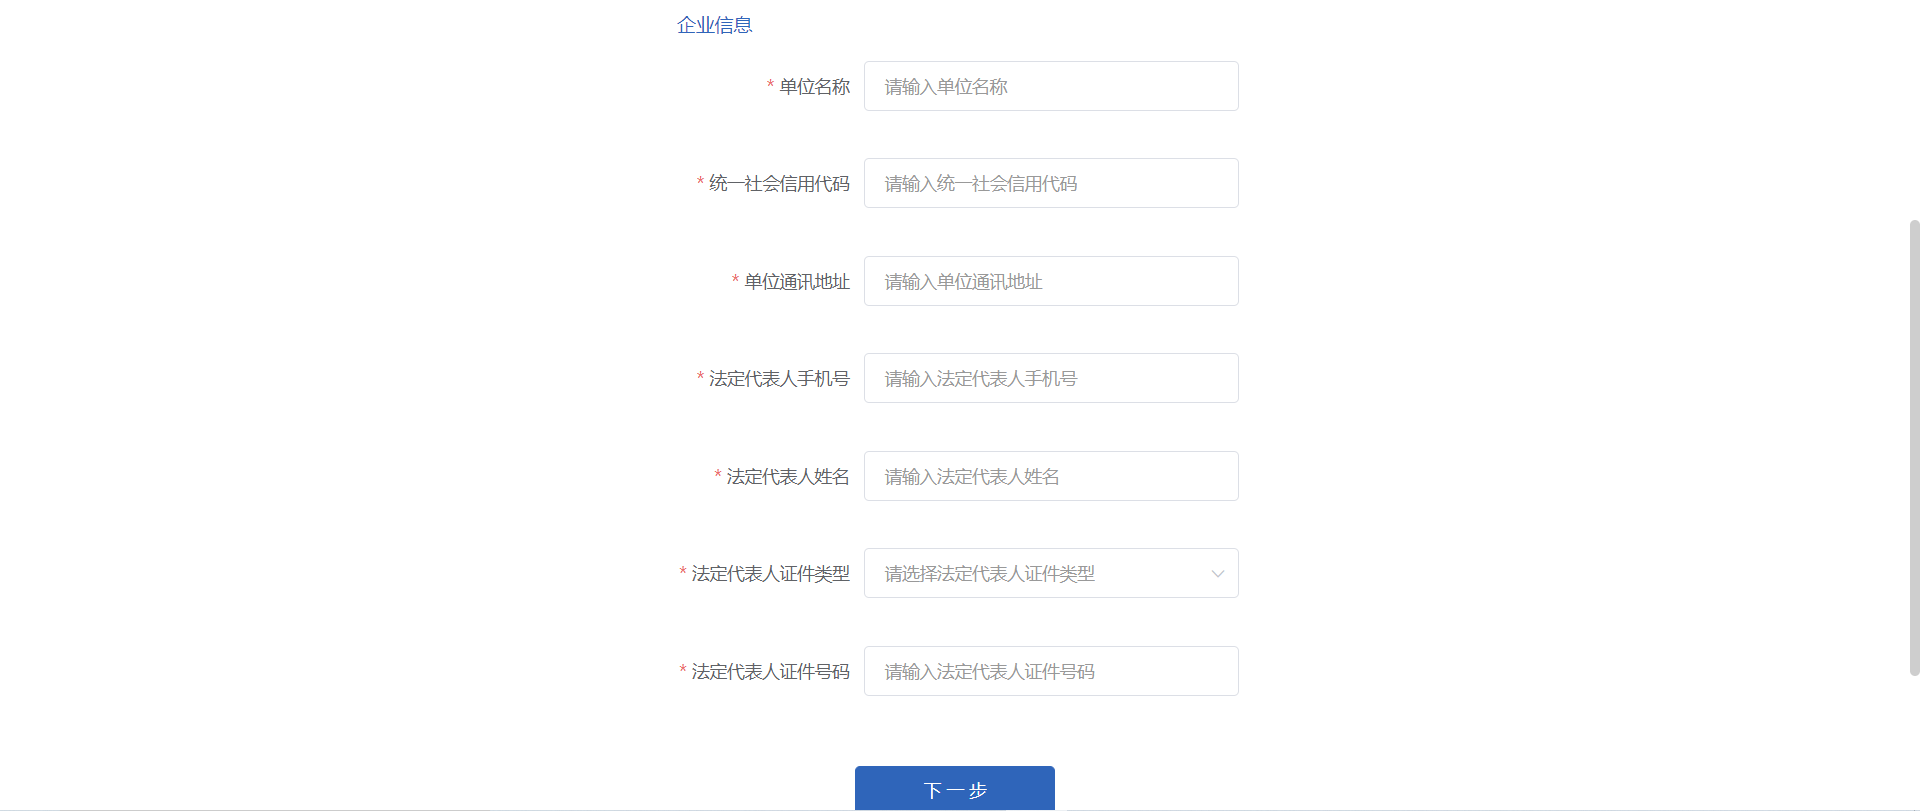 企业信息
* 单位名称 请输入单位名称
* 统一社会信用代码 请输入统一社会信用代码
* 单位通讯地址 请输入单位通讯地址
* 法定代表人手机号 请输入法定代表人手机号
* 法定代表人姓名 请输入法定代表人姓名
* 法定代表人证件类型 请选择法定代表人证件类型
* 法定代表人证件号码 请输入法定代表人证件号码
下一步